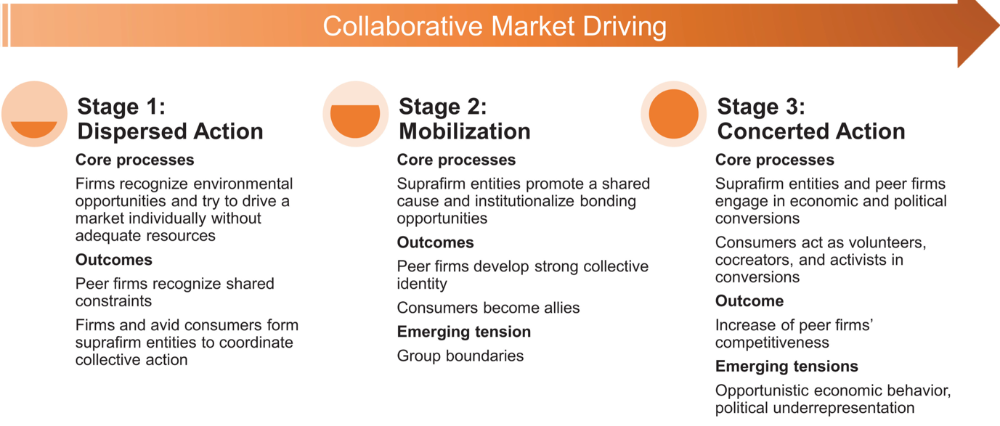 Collaborative Market Driving
Stage 1:
Dispersed Action
Core processes
Firms recognize environmental
opportunities and try to drive a
market individually without
adequate resources
Outcomes
Peer firms recognize shared
constraints
Firms and avid consumers form
suprafirm entities to coordinate
collective action
Stage 2:
Mobilization
Core processes
Suprafirm entities promote a shared
cause and institutionalize bonding
opportunities
Outcomes
Peer firms develop strong collective
identity
Consumers become allies
Emerging tension
Group boundaries
Stage 3:
Concerted Action
Core processes
Suprafirm entities and peer firms
engage in economic and political
conversions
Consumers act as volunteers,
cocreators, and activists in
conversions
Outcome
Increase of peer firms’
competitiveness
Emerging tensions
Opportunistic economic behavior,
political underrepresentation